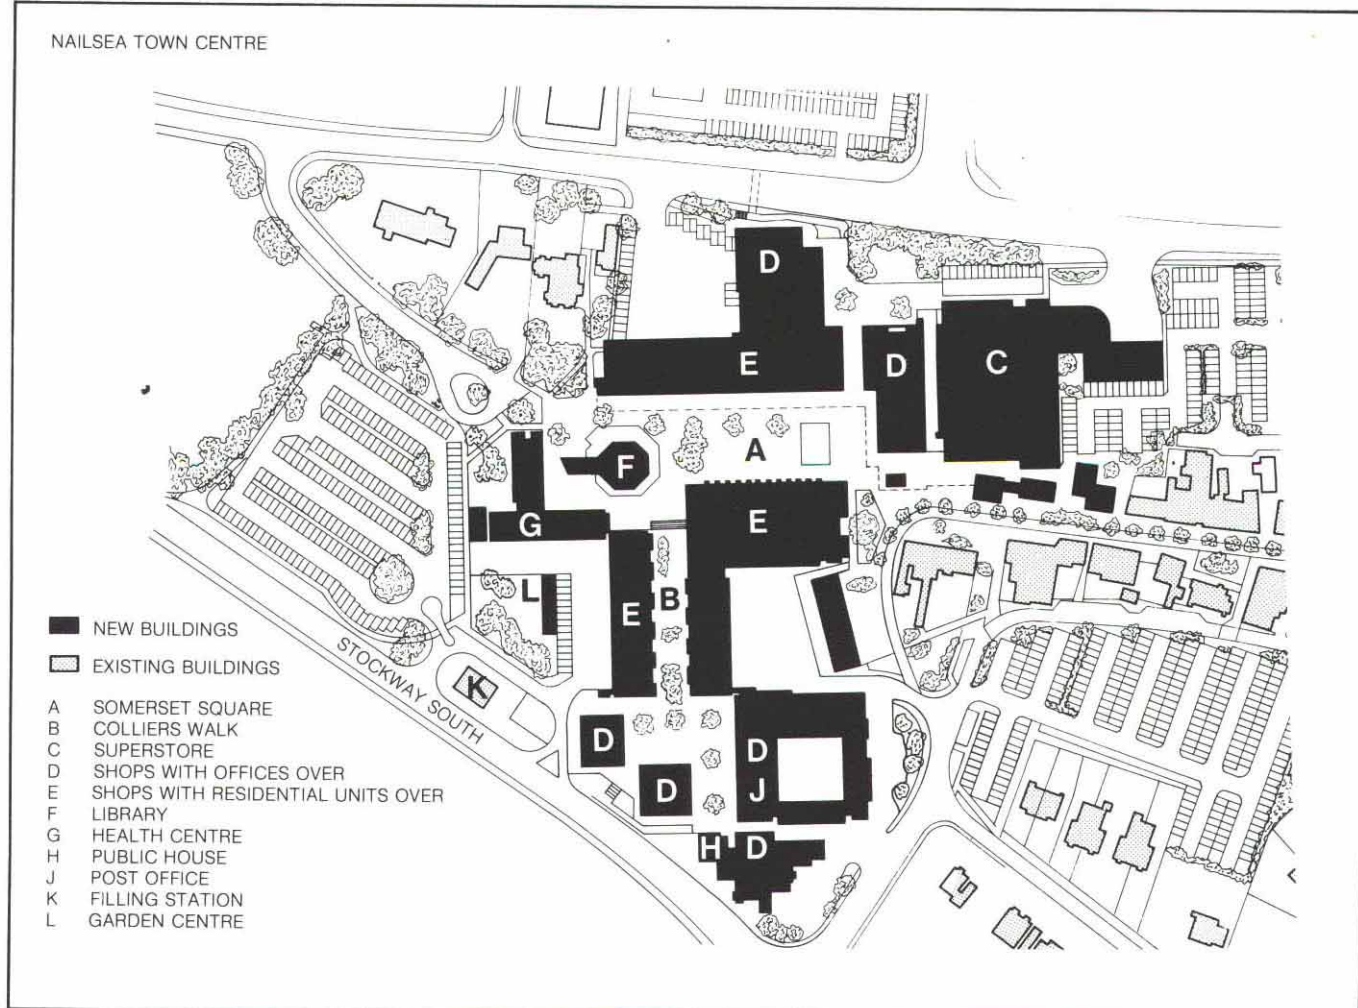 NAILSEA TOWN CENTRE
D
E
D
C
A
F
G
E
L
E
B
K
STOCKWAY SOUTH
D
D
D
J
H
D
NEW BUILDINGS
EXISTING BUILDINGS
A SOMERSET SQUARE
B COLLIERS WALK
C SUPERSTORE
D SHOPS WITH OFFICES OVER
E SHOPS WITH RESIDENTIAL UNITS OVER
F LIBRARY
G HEALTH CENTRE
H PUBLIC HOUSE
J POST OFFICE
K FILLING STATION
L GARDEN CENTRE